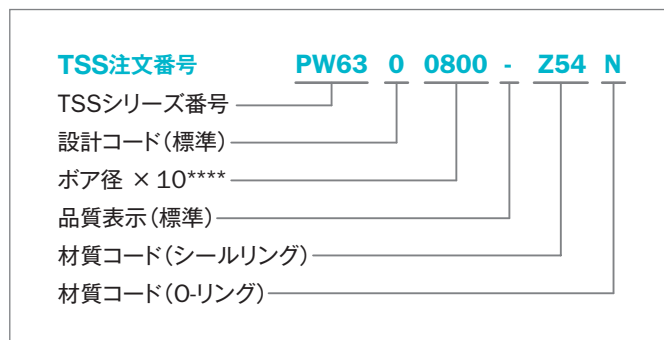 TSS注文番号 PW63 0 0800 - Z54 N
TSSシリーズ番号
設計コード(標準)
ボア径 × 10****
品質表示(標準)
材質コード(シールリング)
材質コード(O-リング)